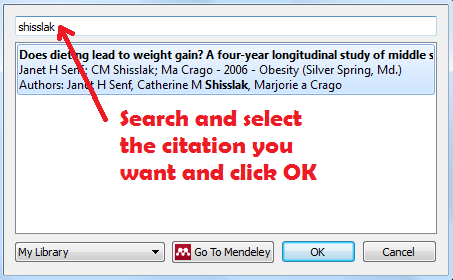 shisslak
Does dieting lead to weight gain? A four-year longitudinal study of middle s
Janet H Senf; CM Shisslak; Ma Crago - 2006 - Obesity (Silver Spring, Md.)
Authors: Janet H Senf, Catherine M Shisslak, Marjorie a Crago
Search and select
the citation you
want and click OK
My Library Go To Mendeley OK Cancel